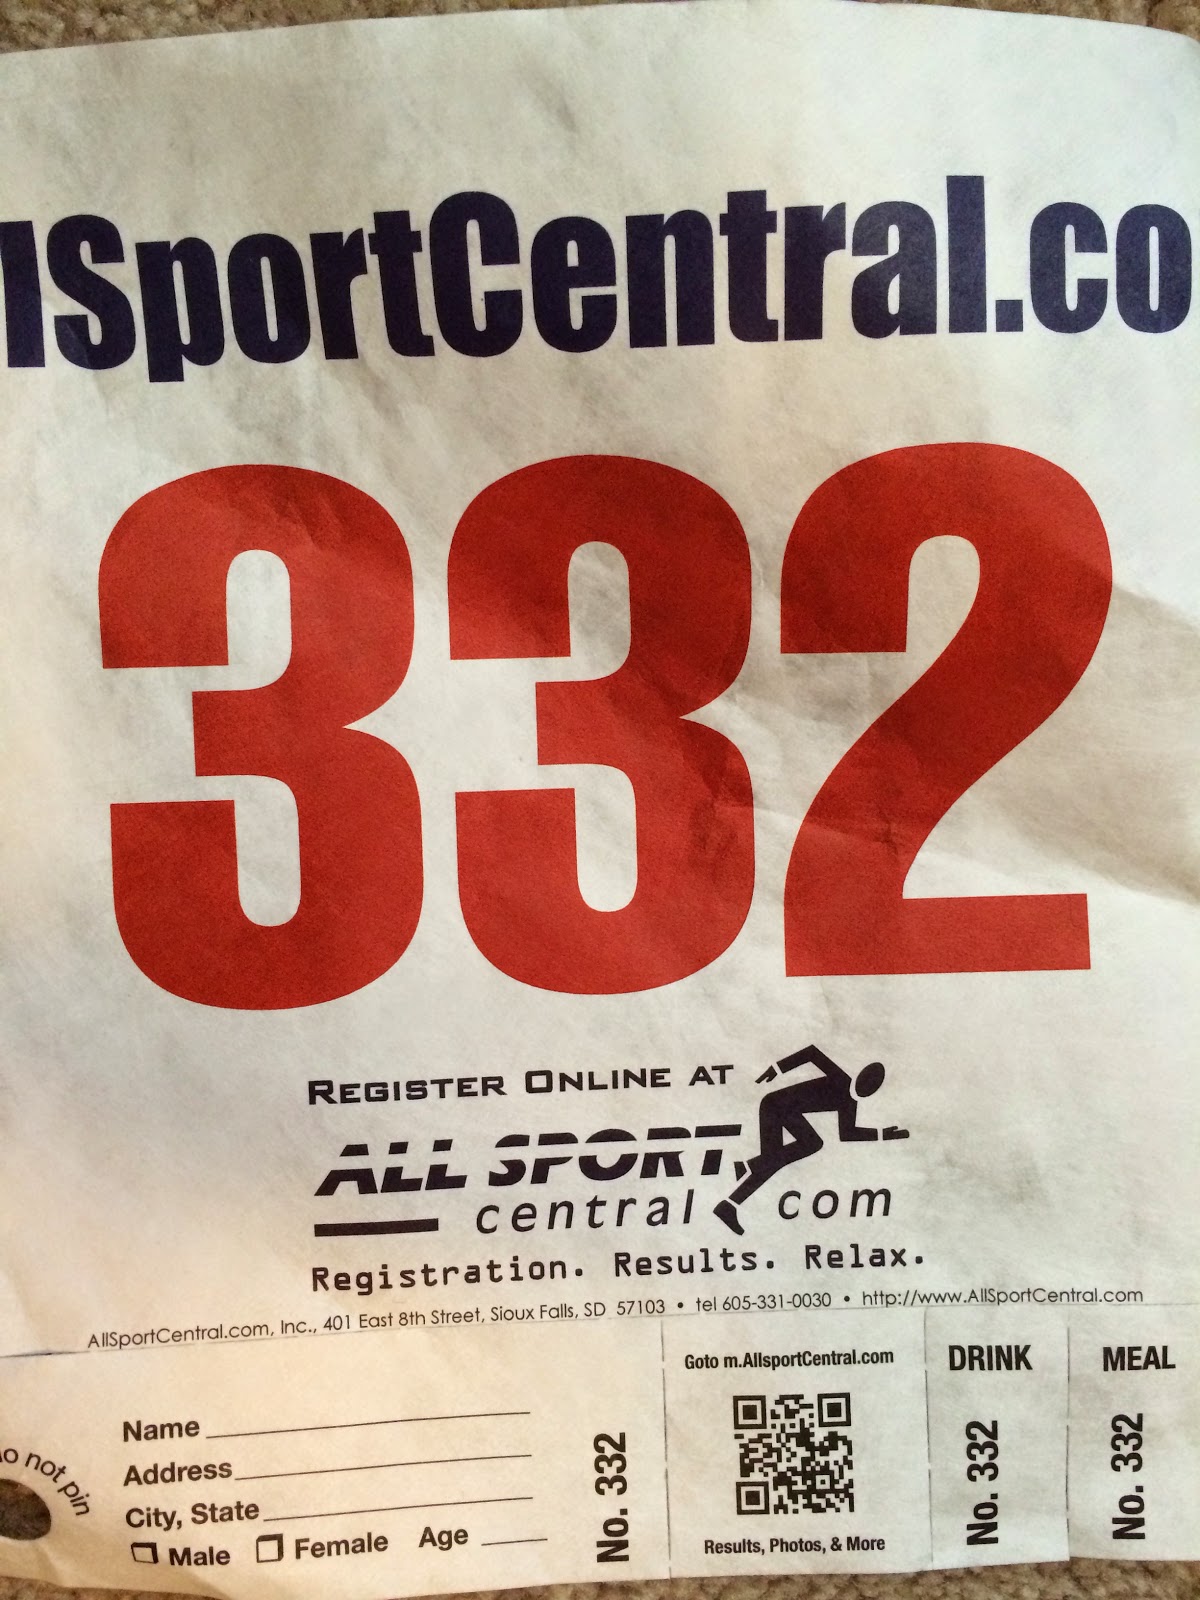 llSportCentral.co
332
REGISTER ONLINE AT
ALL SPORT
central com
Registration. Results. Relax.
AllSportCentral.com, Inc., 401 East 8th Street, Sioux Falls, SD 57103 • tel 605-331-0030 • http://www.AllSportCentral.com
do not pin
Name
Address
City, State
Male Female Age
No. 332
Goto m.AllsportCentral.com
Results, Photos, & More
DRINK
No. 332
MEAL
No. 332